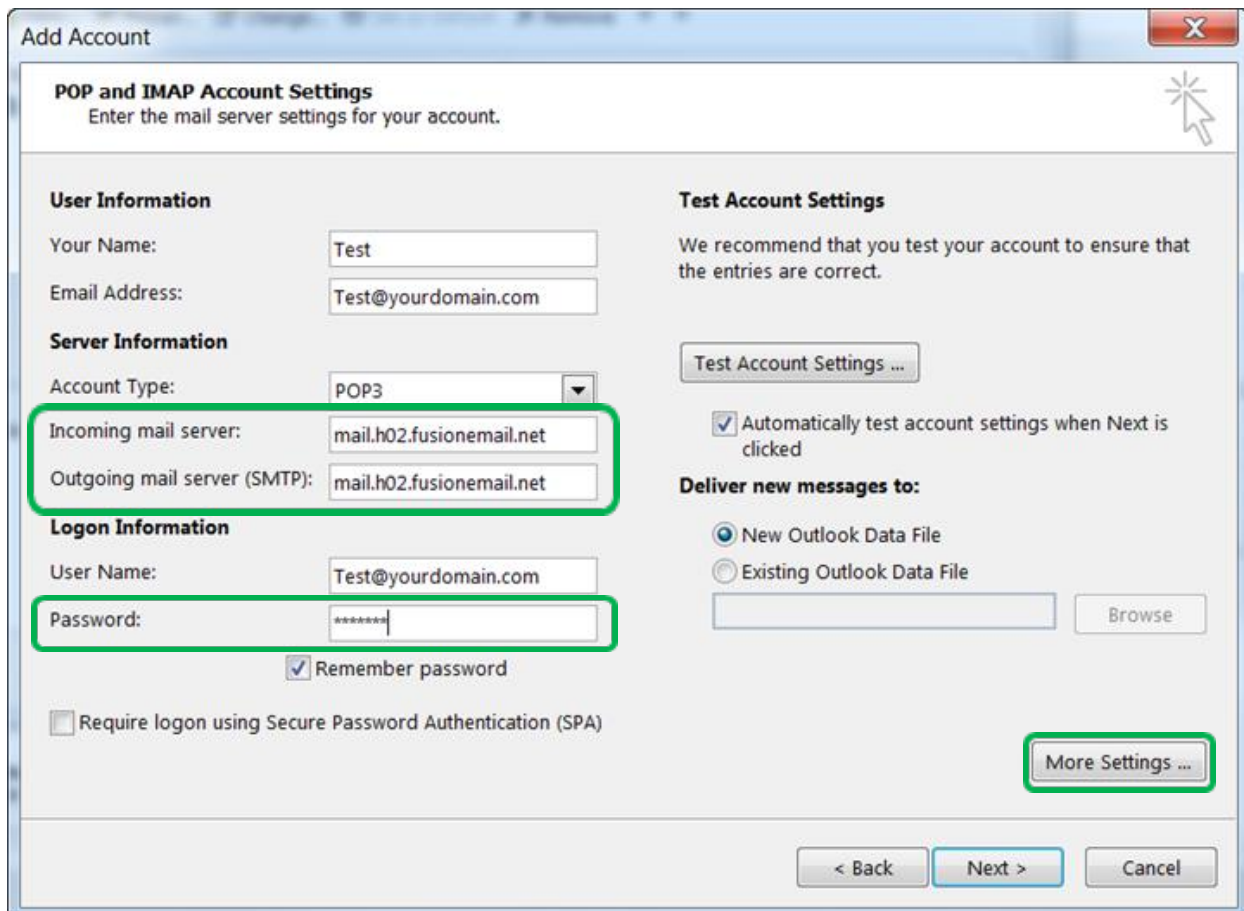 Add Account
POP and IMAP Account Settings
Enter the mail server settings for your account.
User Information
Your Name: Test
Email Address: Test@yourdomain.com
Server Information
Account Type: POP3
Incoming mail server: mail.h02.fusionemail.net
Outgoing mail server (SMTP): mail.h02.fusionemail.net
Logon Information
User Name: Test@yourdomain.com
Password: *******
Remember password
Require logon using Secure Password Authentication (SPA)
Test Account Settings
We recommend that you test your account to ensure that
the entries are correct.
Test Account Settings ...
Automatically test account settings when Next is
clicked
Deliver new messages to:
New Outlook Data File
Existing Outlook Data File
Browse
More Settings ...
< Back
Next >
Cancel